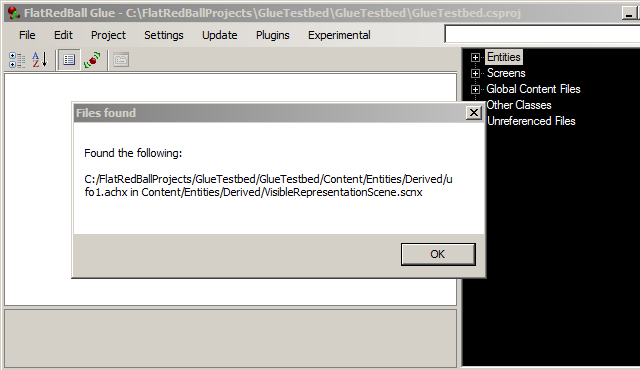 FlatRedBall Glue - C:\FlatRedBallProjects\GlueTestbed\GlueTestbed\GlueTestbed.csproj
File Edit Project Settings Update Plugins Experimental
Entities
Screens
Global Content Files
Other Classes
Unreferenced Files
Files found
Found the following:
C:/FlatRedBallProjects/GlueTestbed/GlueTestbed/Content/Entities/Derived/u
fo1.achx in Content/Entities/Derived/VisibleRepresentationScene.scnx
OK